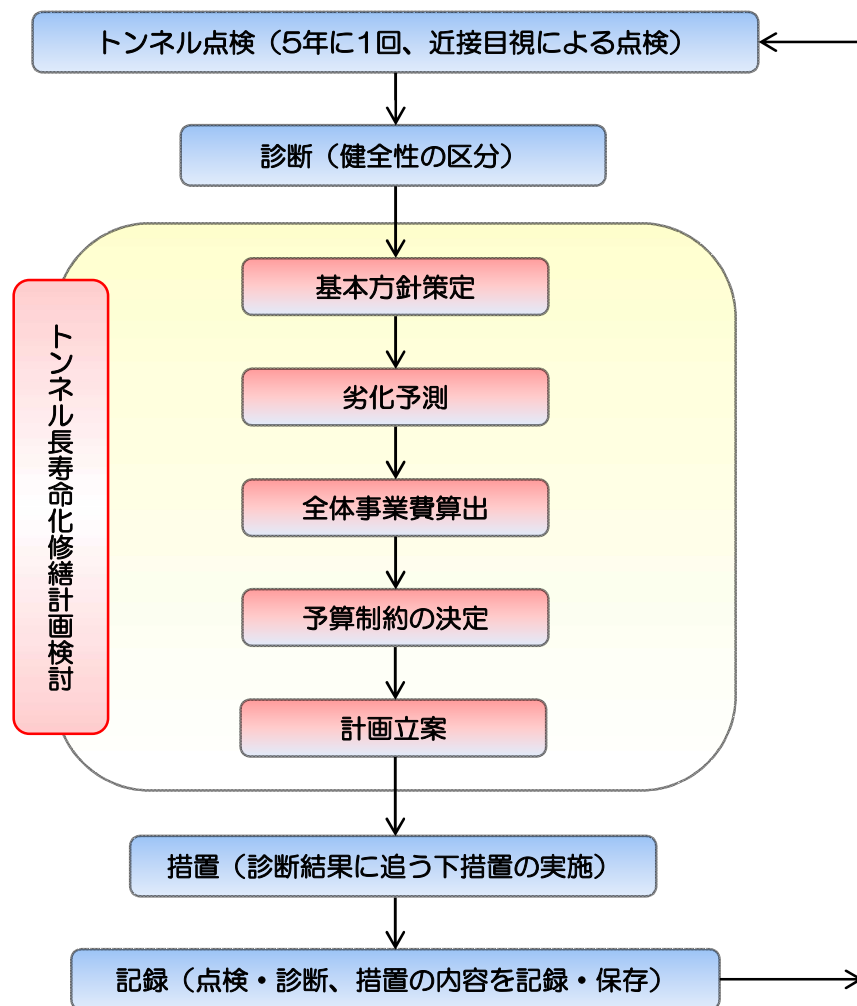 トンネル点検（5年に1回、近接目視による点検）
診断（健全性の区分）
トンネル長寿命化修繕計画検討
基本方針策定
劣化予測
全体事業費算出
予算制約の決定
計画立案
措置（診断結果に追う下措置の実施）
記録（点検・診断、措置の内容を記録・保存）